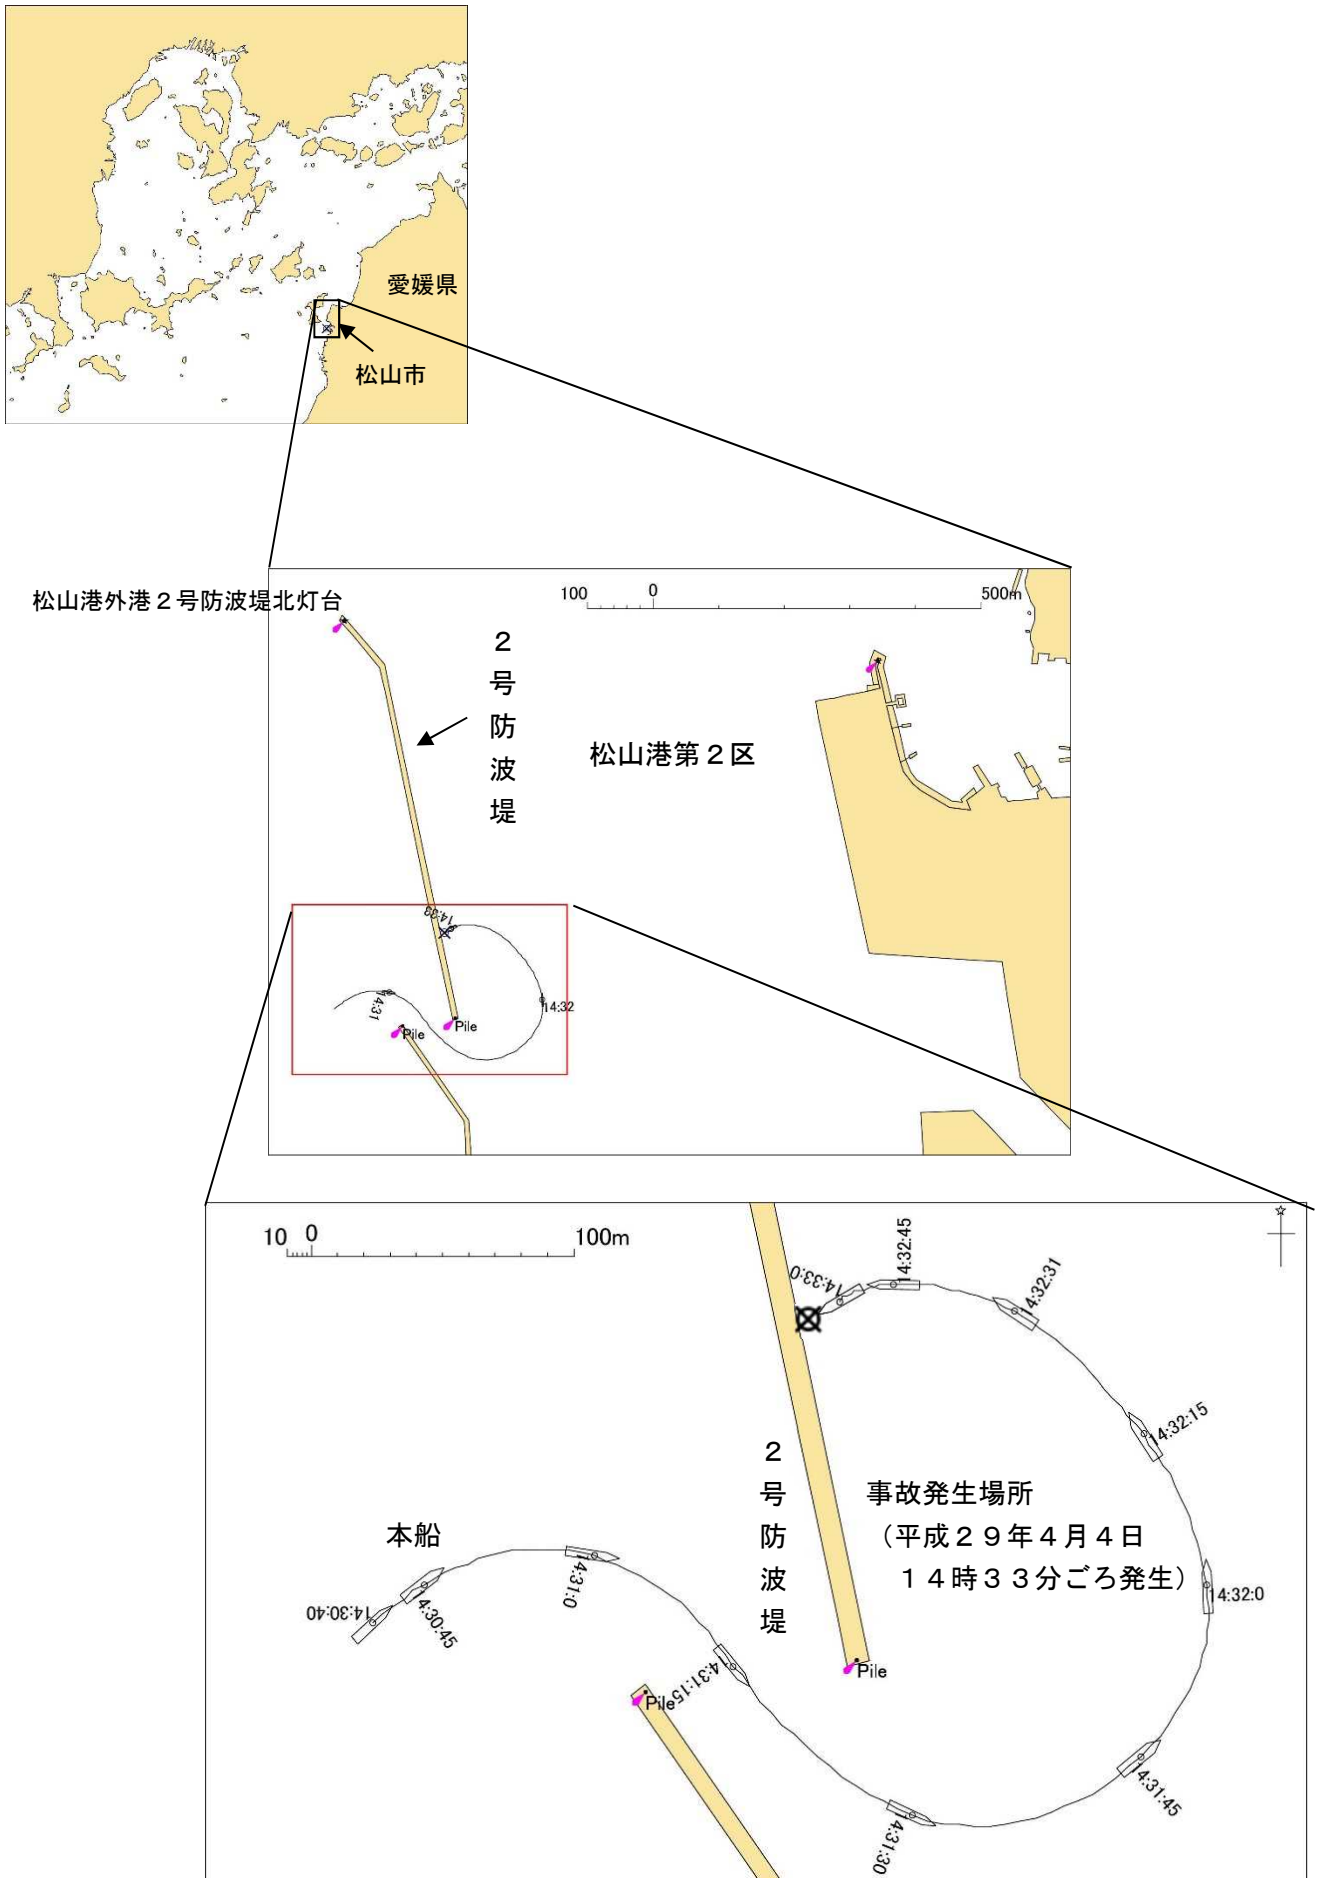 愛媛県
松山市
松山港外港２号防波堤北灯台
100 0 500m
２号防波堤
松山港第２区
14:33
14:31
14:32
Pile
Pile
10 0 100m
14:33:0
14:32:45
14:32:31
14:32:15
２号防波堤
事故発生場所
（平成２９年４月４日
１４時３３分ごろ発生）
本船
14:30:40
14:30:45
14:31:0
14:31:15
14:32:0
Pile
Pile
14:31:45
14:31:30